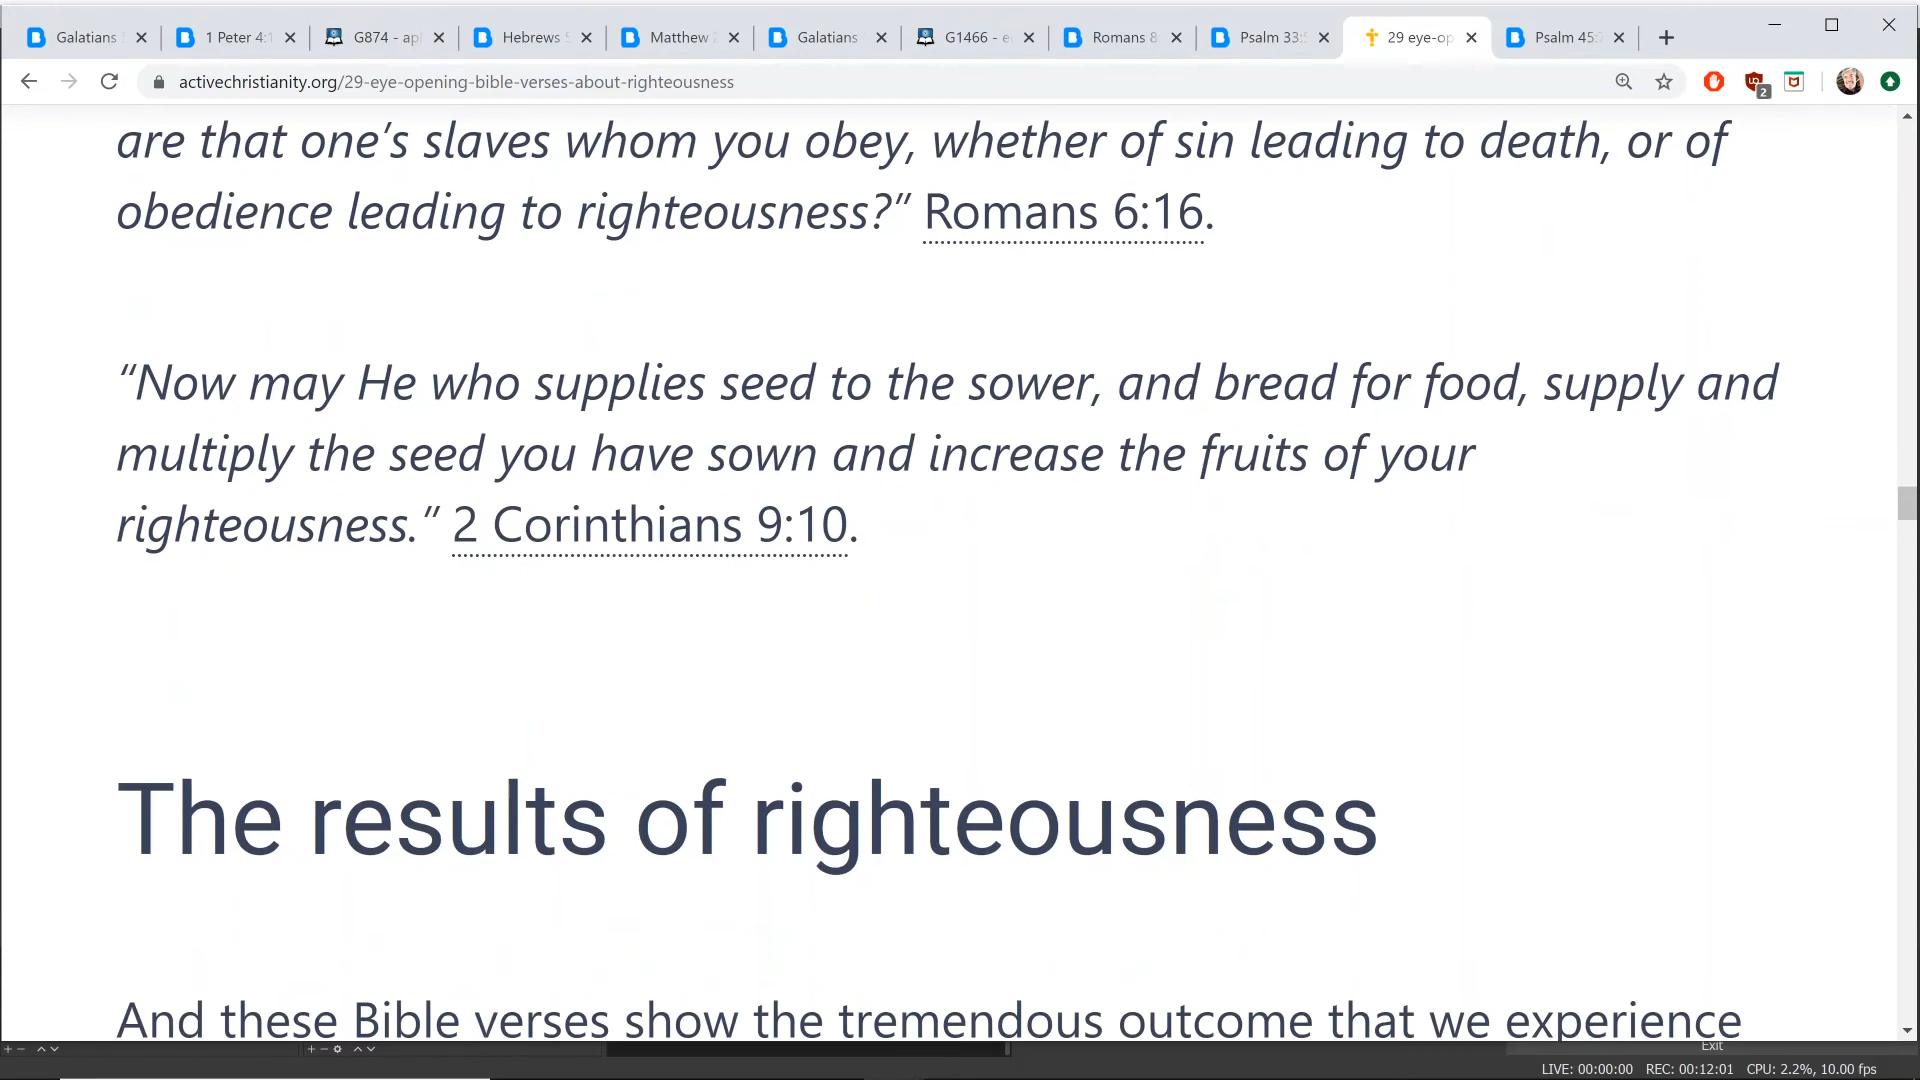 Galatians
1 Peter 4:1
G874 - ap
Hebrews 5
Matthew 2
Galatians
G1466 - e
Romans 8
Psalm 33:5
29 eye-op
Psalm 45:7
activechristianity.org/29-eye-opening-bible-verses-about-righteousness
2
are that one’s slaves whom you obey, whether of sin leading to death, or of
obedience leading to righteousness?” Romans 6:16.
“Now may He who supplies seed to the sower, and bread for food, supply and
multiply the seed you have sown and increase the fruits of your
righteousness.” 2 Corinthians 9:10.
The results of righteousness
And these Bible verses show the tremendous outcome that we experience
Exit
LIVE: 00:00:00 REC: 00:12:01 CPU: 2.2%, 10.00 fps